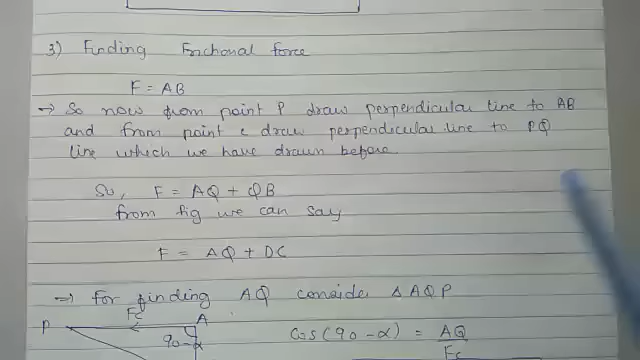 3) Finding Frictional force
F = AB
→ So now from point P draw perpendicular line to AB
and from point c draw perpendicular line to PQ
line which we have drawn before
So, F = AQ + QB
from fig we can say
F = AQ + DC
→ For finding AQ conside. Δ AQP
P Fc A
90-α
cos(90-α) = AQ
Fc